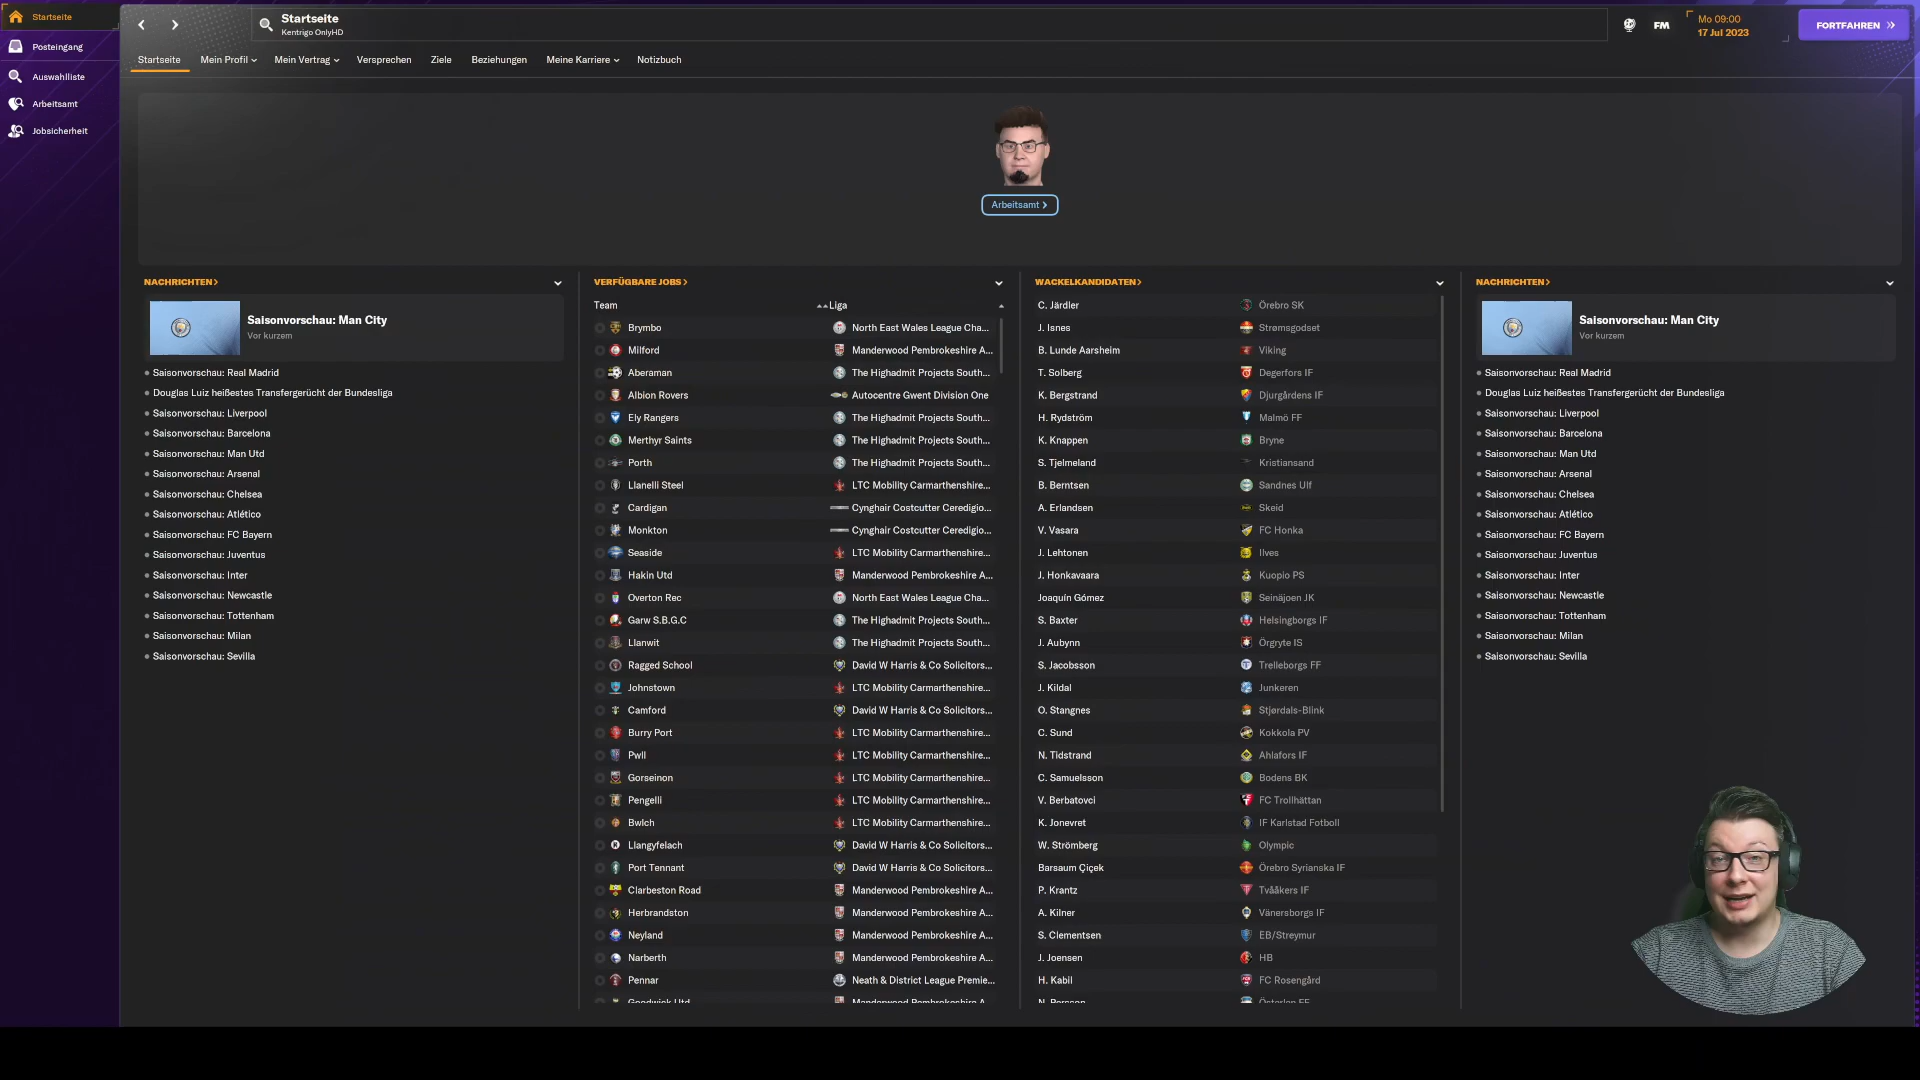 Startseite
Posteingang
Auswahlliste
Arbeitsamt
Jobsicherheit
Startseite
Kentrigo OnlyHD
FM
Mo 09:00
17 Jul 2023
FORTFAHREN
Startseite
Mein Profil
Mein Vertrag
Versprechen
Ziele
Beziehungen
Meine Karriere
Notizbuch
Arbeitsamt
NACHRICHTEN
Saisonvorschau: Man City
Vor kurzem
Saisonvorschau: Real Madrid
Douglas Luiz heißestes Transfergerücht der Bundesliga
Saisonvorschau: Liverpool
Saisonvorschau: Barcelona
Saisonvorschau: Man Utd
Saisonvorschau: Arsenal
Saisonvorschau: Chelsea
Saisonvorschau: Atlético
Saisonvorschau: FC Bayern
Saisonvorschau: Juventus
Saisonvorschau: Inter
Saisonvorschau: Newcastle
Saisonvorschau: Tottenham
Saisonvorschau: Milan
Saisonvorschau: Sevilla
VERFÜGBARE JOBS
Team Liga
Brymbo North East Wales League Cha...
Milford Manderwood Pembrokeshire A...
Aberaman The Highadmit Projects South...
Albion Rovers Autocentre Gwent Division One
Ely Rangers The Highadmit Projects South...
Merthyr Saints The Highadmit Projects South...
Porth The Highadmit Projects South...
Llanelli Steel LTC Mobility Carmarthenshire...
Cardigan Cynghair Costcutter Ceredigio...
Monkton Cynghair Costcutter Ceredigio...
Seaside LTC Mobility Carmarthenshire...
Hakin Utd Manderwood Pembrokeshire A...
Overton Rec North East Wales League Cha...
Garw S.B.G.C The Highadmit Projects South...
Llanwit The Highadmit Projects South...
Ragged School David W Harris & Co Solicitors...
Johnstown LTC Mobility Carmarthenshire...
Camford David W Harris & Co Solicitors...
Burry Port LTC Mobility Carmarthenshire...
Pwll LTC Mobility Carmarthenshire...
Gorseinon LTC Mobility Carmarthenshire...
Pengelli LTC Mobility Carmarthenshire...
Bwlch LTC Mobility Carmarthenshire...
Llangyfelach David W Harris & Co Solicitors...
Port Tennant David W Harris & Co Solicitors...
Clarbeston Road Manderwood Pembrokeshire A...
Herbrandston Manderwood Pembrokeshire A...
Neyland Manderwood Pembrokeshire A...
Narberth Manderwood Pembrokeshire A...
Pennar Neath & District League Premie...
Goodwick Utd Manderwood Pembrokeshire A
WACKELKANDIDATEN
C. Järdler Örebro SK
J. Isnes Strømsgodset
B. Lunde Aarsheim Viking
T. Solberg Degerfors IF
K. Bergstrand Djurgårdens IF
H. Rydström Malmö FF
K. Knappen Bryne
S. Tjelmeland Kristiansand
B. Berntsen Sandnes Ulf
A. Erlandsen Skeid
V. Vasara FC Honka
J. Lehtonen Ilves
J. Honkavaara Kuopio PS
Joaquín Gómez Seinäjoen JK
S. Baxter Helsingborgs IF
J. Aubynn Örgryte IS
S. Jacobsson Trelleborgs FF
J. Kildal Junkeren
O. Stangnes Stjørdals-Blink
C. Sund Kokkola PV
N. Tidstrand Ahlafors IF
C. Samuelsson Bodens BK
V. Berbatovci FC Trollhättan
K. Jonevret IF Karlstad Fotboll
W. Strömberg Olympic
Barsaum Çiçek Örebro Syrianska IF
P. Krantz Tvååkers IF
A. Kilner Vänersborgs IF
S. Clementsen EB/Streymur
J. Joensen HB
H. Kabil FC Rosengård
N. Persson Österlen FF
NACHRICHTEN
Saisonvorschau: Man City
Vor kurzem
Saisonvorschau: Real Madrid
Douglas Luiz heißestes Transfergerücht der Bundesliga
Saisonvorschau: Liverpool
Saisonvorschau: Barcelona
Saisonvorschau: Man Utd
Saisonvorschau: Arsenal
Saisonvorschau: Chelsea
Saisonvorschau: Atlético
Saisonvorschau: FC Bayern
Saisonvorschau: Juventus
Saisonvorschau: Inter
Saisonvorschau: Newcastle
Saisonvorschau: Tottenham
Saisonvorschau: Milan
Saisonvorschau: Sevilla